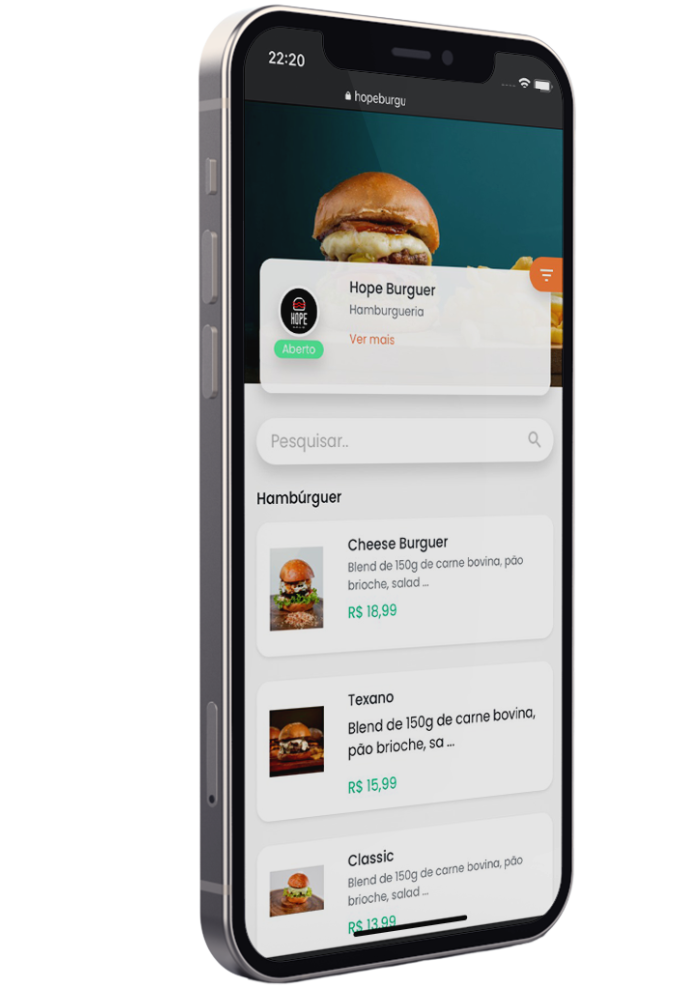 22:20
hopeburgu
Hope Burguer
Hamburgueria
HOPE
Aberto
Ver mais
Pesquisar..
Hambúrguer
Cheese Burguer
Blend de 150g de carne bovina, pão
brioche, salad ...
R$ 18,99
Texano
Blend de 150g de carne bovina,
pão brioche, sa ...
R$ 15,99
Classic
Blend de 150g de carne bovina, pão
brioche, salad ...
R$ 13,99